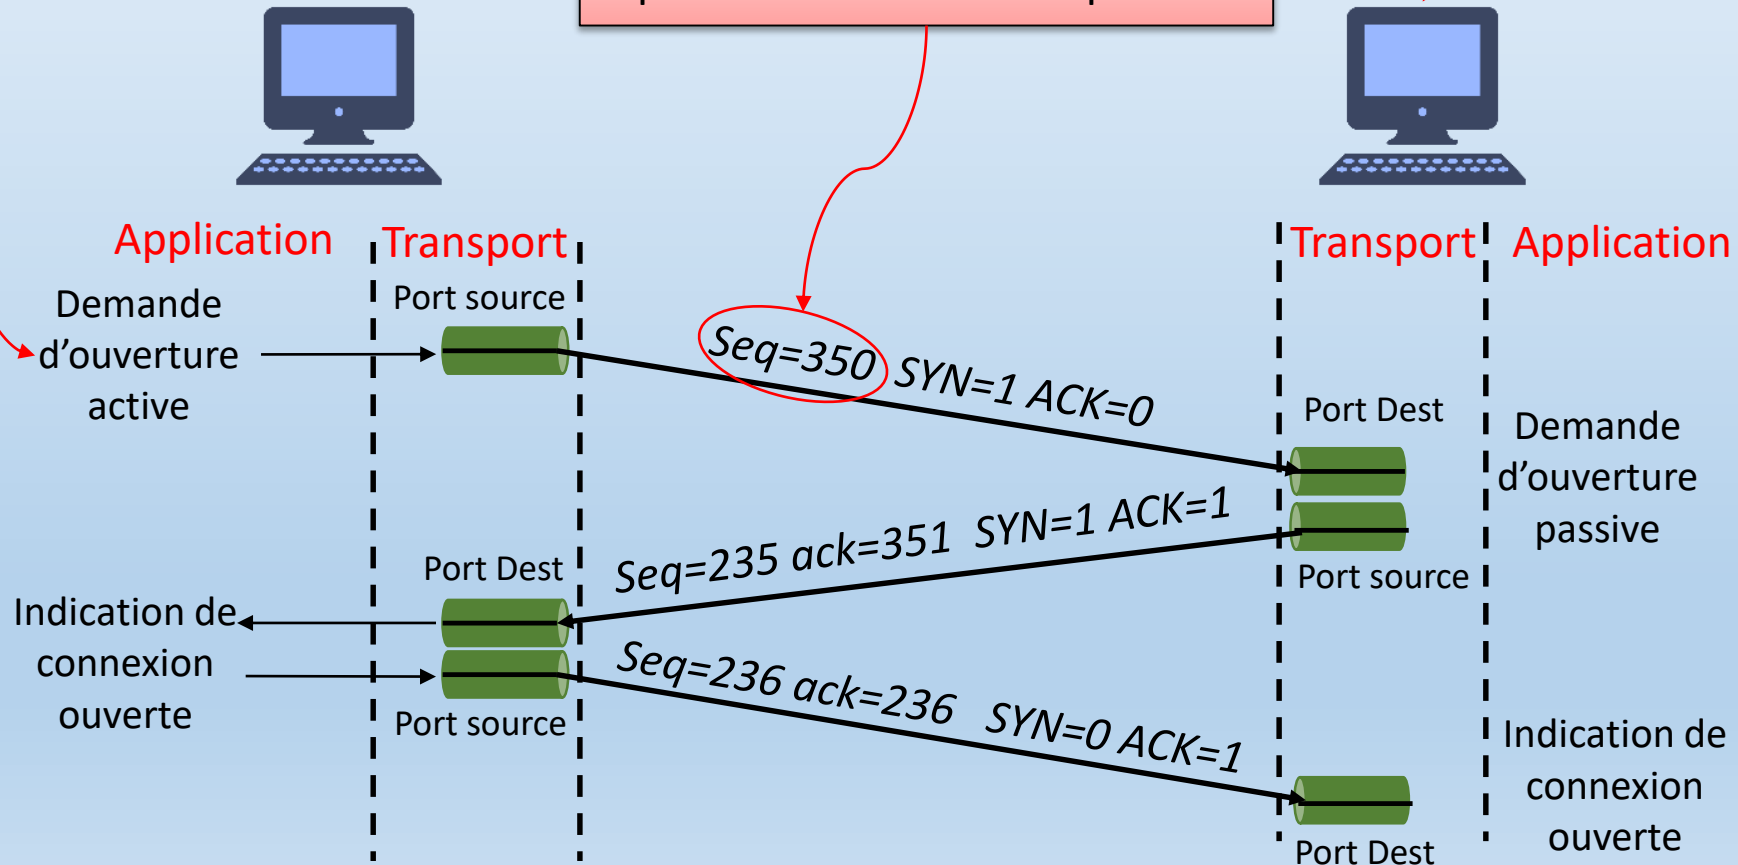 Application
Transport
Transport
Application
Port source
Demande
d'ouverture
active
Seq=350 SYN=1 ACK=0
Port Dest
Demande
d'ouverture
passive
Seq=235 ack=351 SYN=1 ACK=1
Port source
Port Dest
Indication de
connexion
ouverte
Seq=236 ack=236 SYN=0 ACK=1
Port source
Indication de
connexion
ouverte
Port Dest